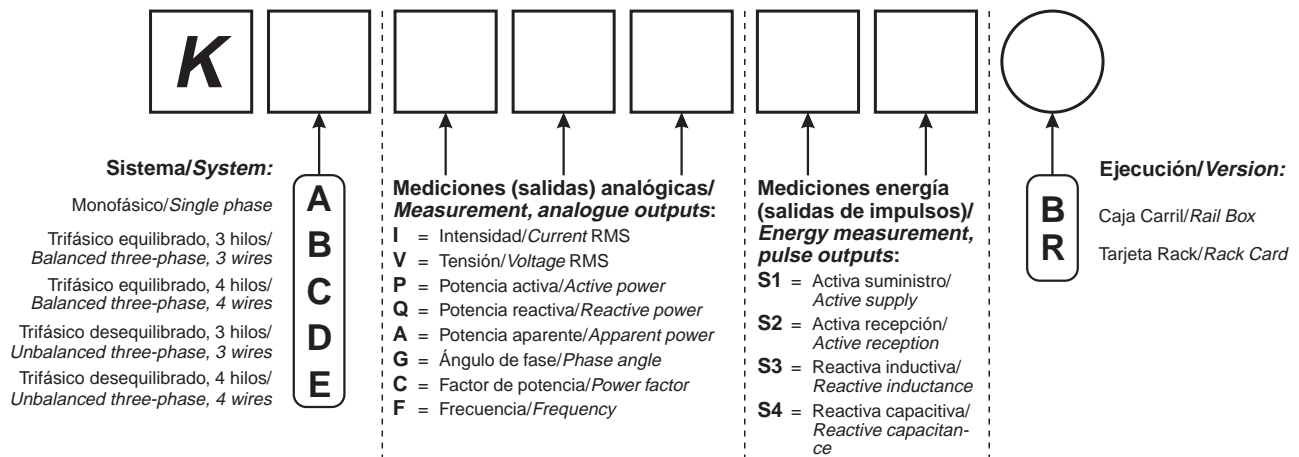 K
Sistema/System:
A
Monofásico/Single phase
B
Trifásico equilibrado, 3 hilos/
Balanced three-phase, 3 wires
C
Trifásico equilibrado, 4 hilos/
Balanced three-phase, 4 wires
D
Trifásico desequilibrado, 3 hilos/
Unbalanced three-phase, 3 wires
E
Trifásico desequilibrado, 4 hilos/
Unbalanced three-phase, 4 wires
Mediciones (salidas) analógicas/
Measurement, analogue outputs:
I = Intensidad/Current RMS
V = Tensión/Voltage RMS
P = Potencia activa/Active power
Q = Potencia reactiva/Reactive power
A = Potencia aparente/Apparent power
G = Ángulo de fase/Phase angle
C = Factor de potencia/Power factor
F = Frecuencia/Frequency
Mediciones energía
(salidas de impulsos)/
Energy measurement,
pulse outputs:
S1 = Activa suministro/
Active supply
S2 = Activa recepción/
Active reception
S3 = Reactiva inductiva/
Reactive inductance
S4 = Reactiva capacitiva/
Reactive capacitan-
ce
Ejecución/Version:
B
Caja Carril/Rail Box
R
Tarjeta Rack/Rack Card